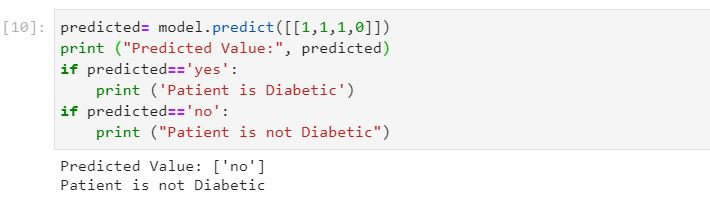 [10]: predicted= model.predict([[1,1,1,0]])
print ("Predicted Value:", predicted)
if predicted=='yes':
print ('Patient is Diabetic')
if predicted=='no':
print ("Patient is not Diabetic")
Predicted Value: ['no']
Patient is not Diabetic